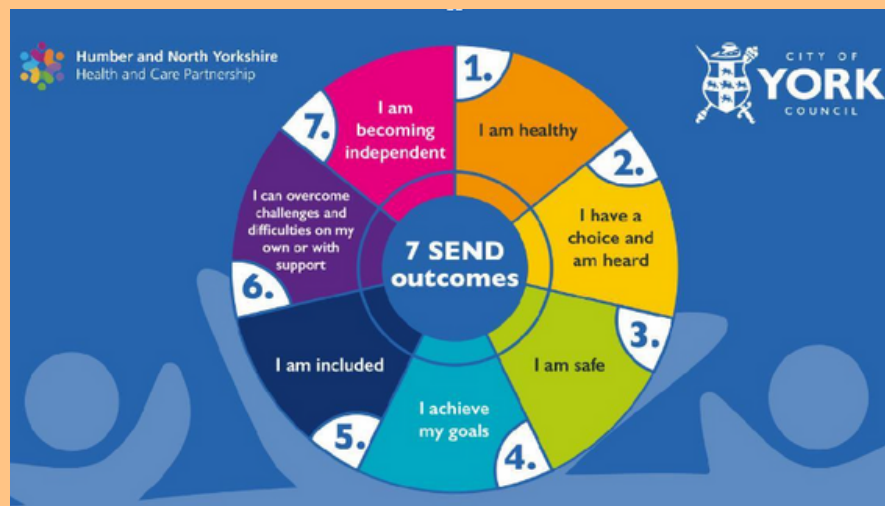 Humber and North Yorkshire
Health and Care Partnership
CITY OF
YORK
COUNCIL
7 SEND
outcomes
1.
I am healthy
2.
I have a
choice and
am heard
3.
I am safe
4.
I achieve
my goals
5.
I am included
6.
I can overcome
challenges and
difficulties on my
own or with
support
7.
I am
becoming
independent